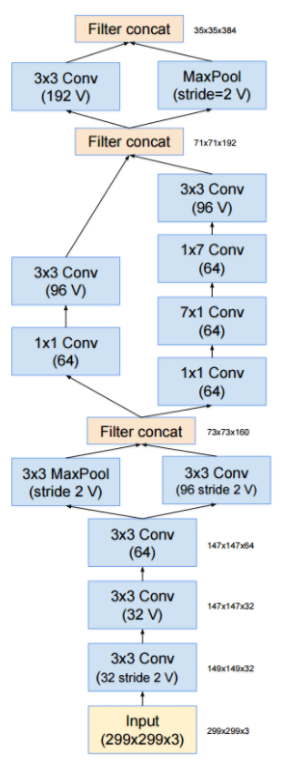 Filter concat
35x35x384
3x3 Conv
(192 V)
MaxPool
(stride=2 V)
Filter concat
71x71x192
3x3 Conv
(96 V)
1x7 Conv
(64)
3x3 Conv
(96 V)
7x1 Conv
(64)
1x1 Conv
(64)
1x1 Conv
(64)
Filter concat
73x73x160
3x3 MaxPool
(stride 2 V)
3x3 Conv
(96 stride 2 V)
3x3 Conv
(64)
147x147x64
3x3 Conv
(32 V)
147x147x32
3x3 Conv
(32 stride 2 V)
149x149x32
Input
(299x299x3)
299x299x3